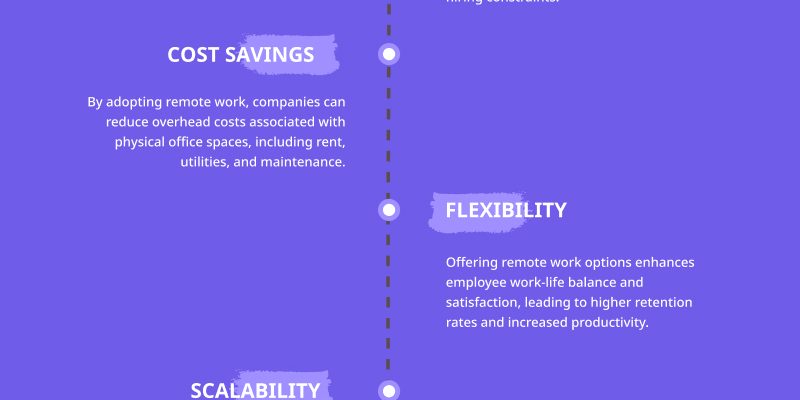 hiring constraints.
COST SAVINGS
By adopting remote work, companies can
reduce overhead costs associated with
physical office spaces, including rent,
utilities, and maintenance.
FLEXIBILITY
Offering remote work options enhances
employee work-life balance and
satisfaction, leading to higher retention
rates and increased productivity.
SCALABILITY